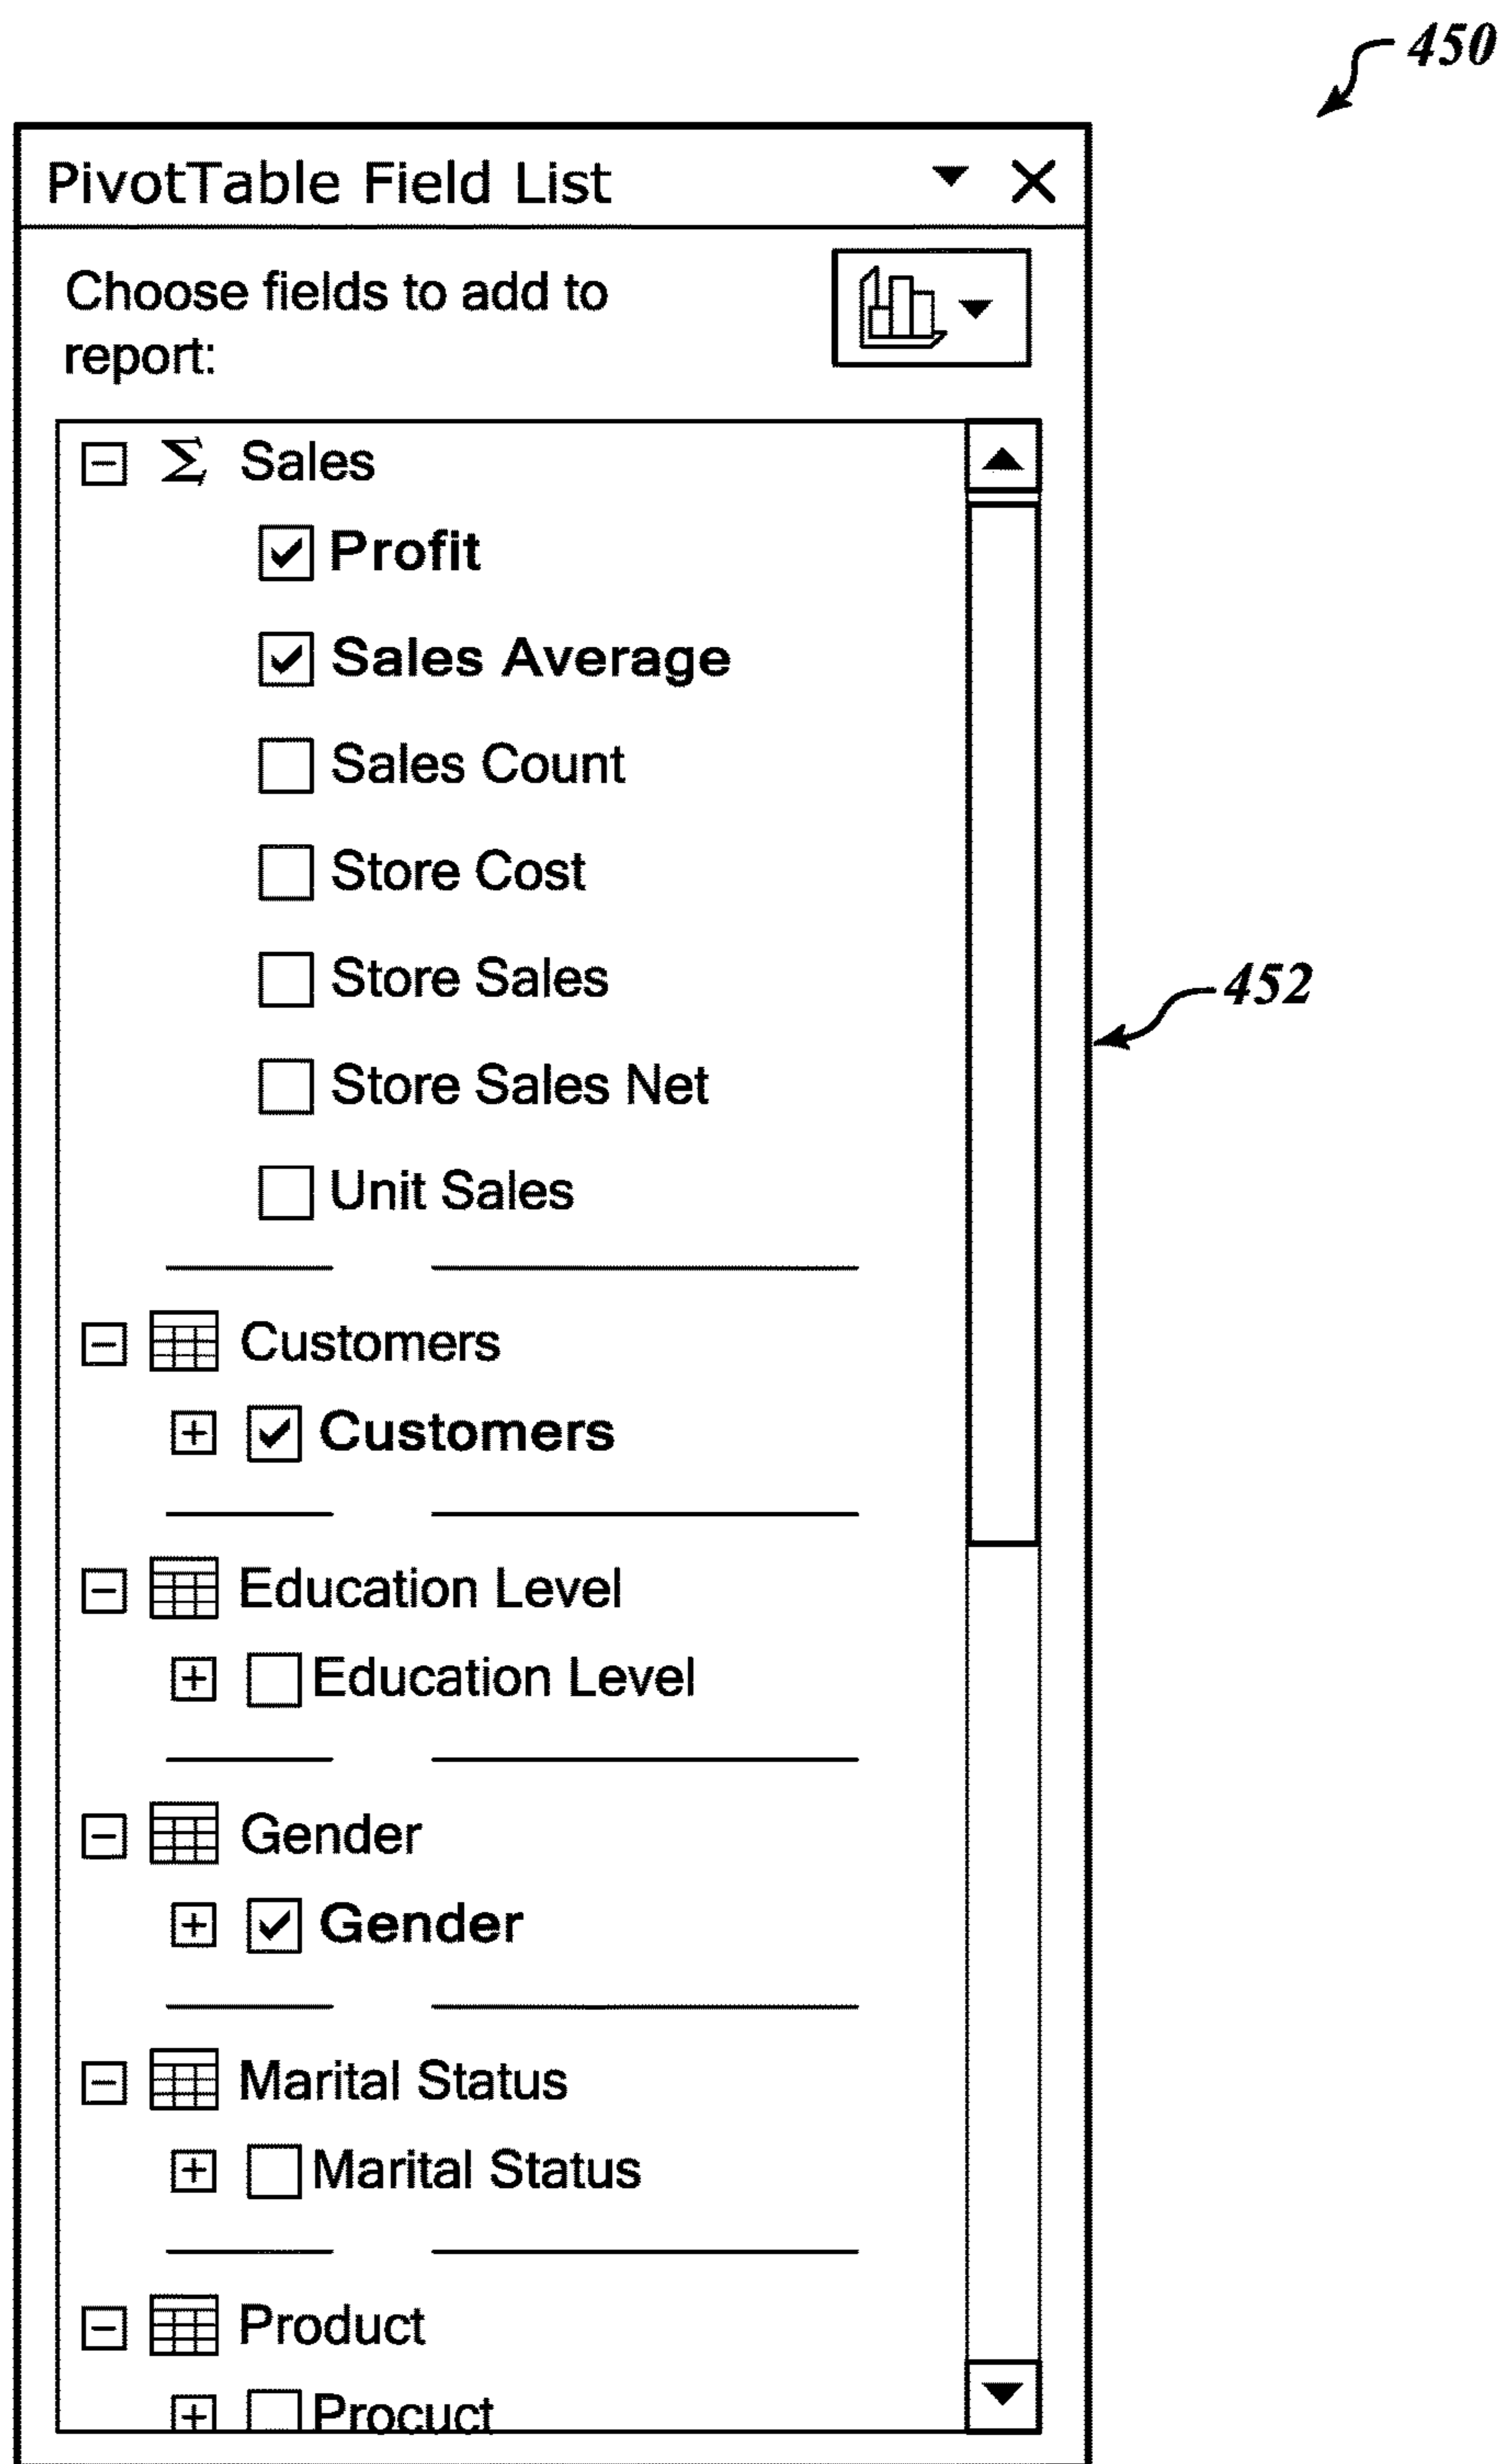 450
PivotTable Field List
Choose fields to add to
report:
Σ Sales
Profit
Sales Average
Sales Count
Store Cost
Store Sales
Store Sales Net
452
Unit Sales
Customers
Customers
Education Level
Education Level
Gender
Gender
Marital Status
Marital Status
Product
Procuct